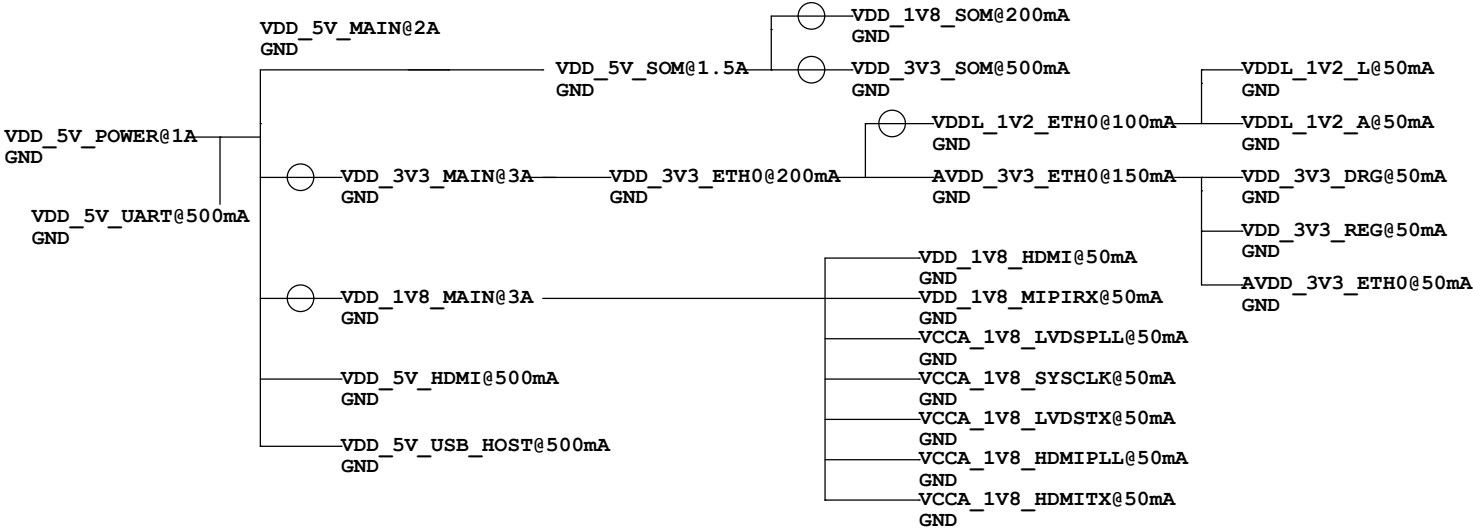 VDD_5V_MAIN@2A
GND
VDD_1V8_SOM@200mA
GND
VDD_5V_SOM@1.5A
GND
VDD_3V3_SOM@500mA
GND
VDDL_1V2_L@50mA
GND
VDD_5V_POWER@1A
GND
VDDL_1V2_ETH0@100mA
GND
VDDL_1V2_A@50mA
GND
VDD_3V3_MAIN@3A
GND
VDD_3V3_ETH0@200mA
GND
AVDD_3V3_ETH0@150mA
GND
VDD_3V3_DRG@50mA
GND
VDD_5V_UART@500mA
GND
VDD_3V3_REG@50mA
GND
VDD_1V8_HDMI@50mA
GND
AVDD_3V3_ETH0@50mA
GND
VDD_1V8_MAIN@3A
GND
VDD_1V8_MIPIRX@50mA
GND
VCCA_1V8_LVDSPLL@50mA
GND
VDD_5V_HDMI@500mA
GND
VCCA_1V8_SYSCLK@50mA
GND
VCCA_1V8_LVDSTX@50mA
GND
VDD_5V_USB_HOST@500mA
GND
VCCA_1V8_HDMIPLL@50mA
GND
VCCA_1V8_HDMITX@50mA
GND